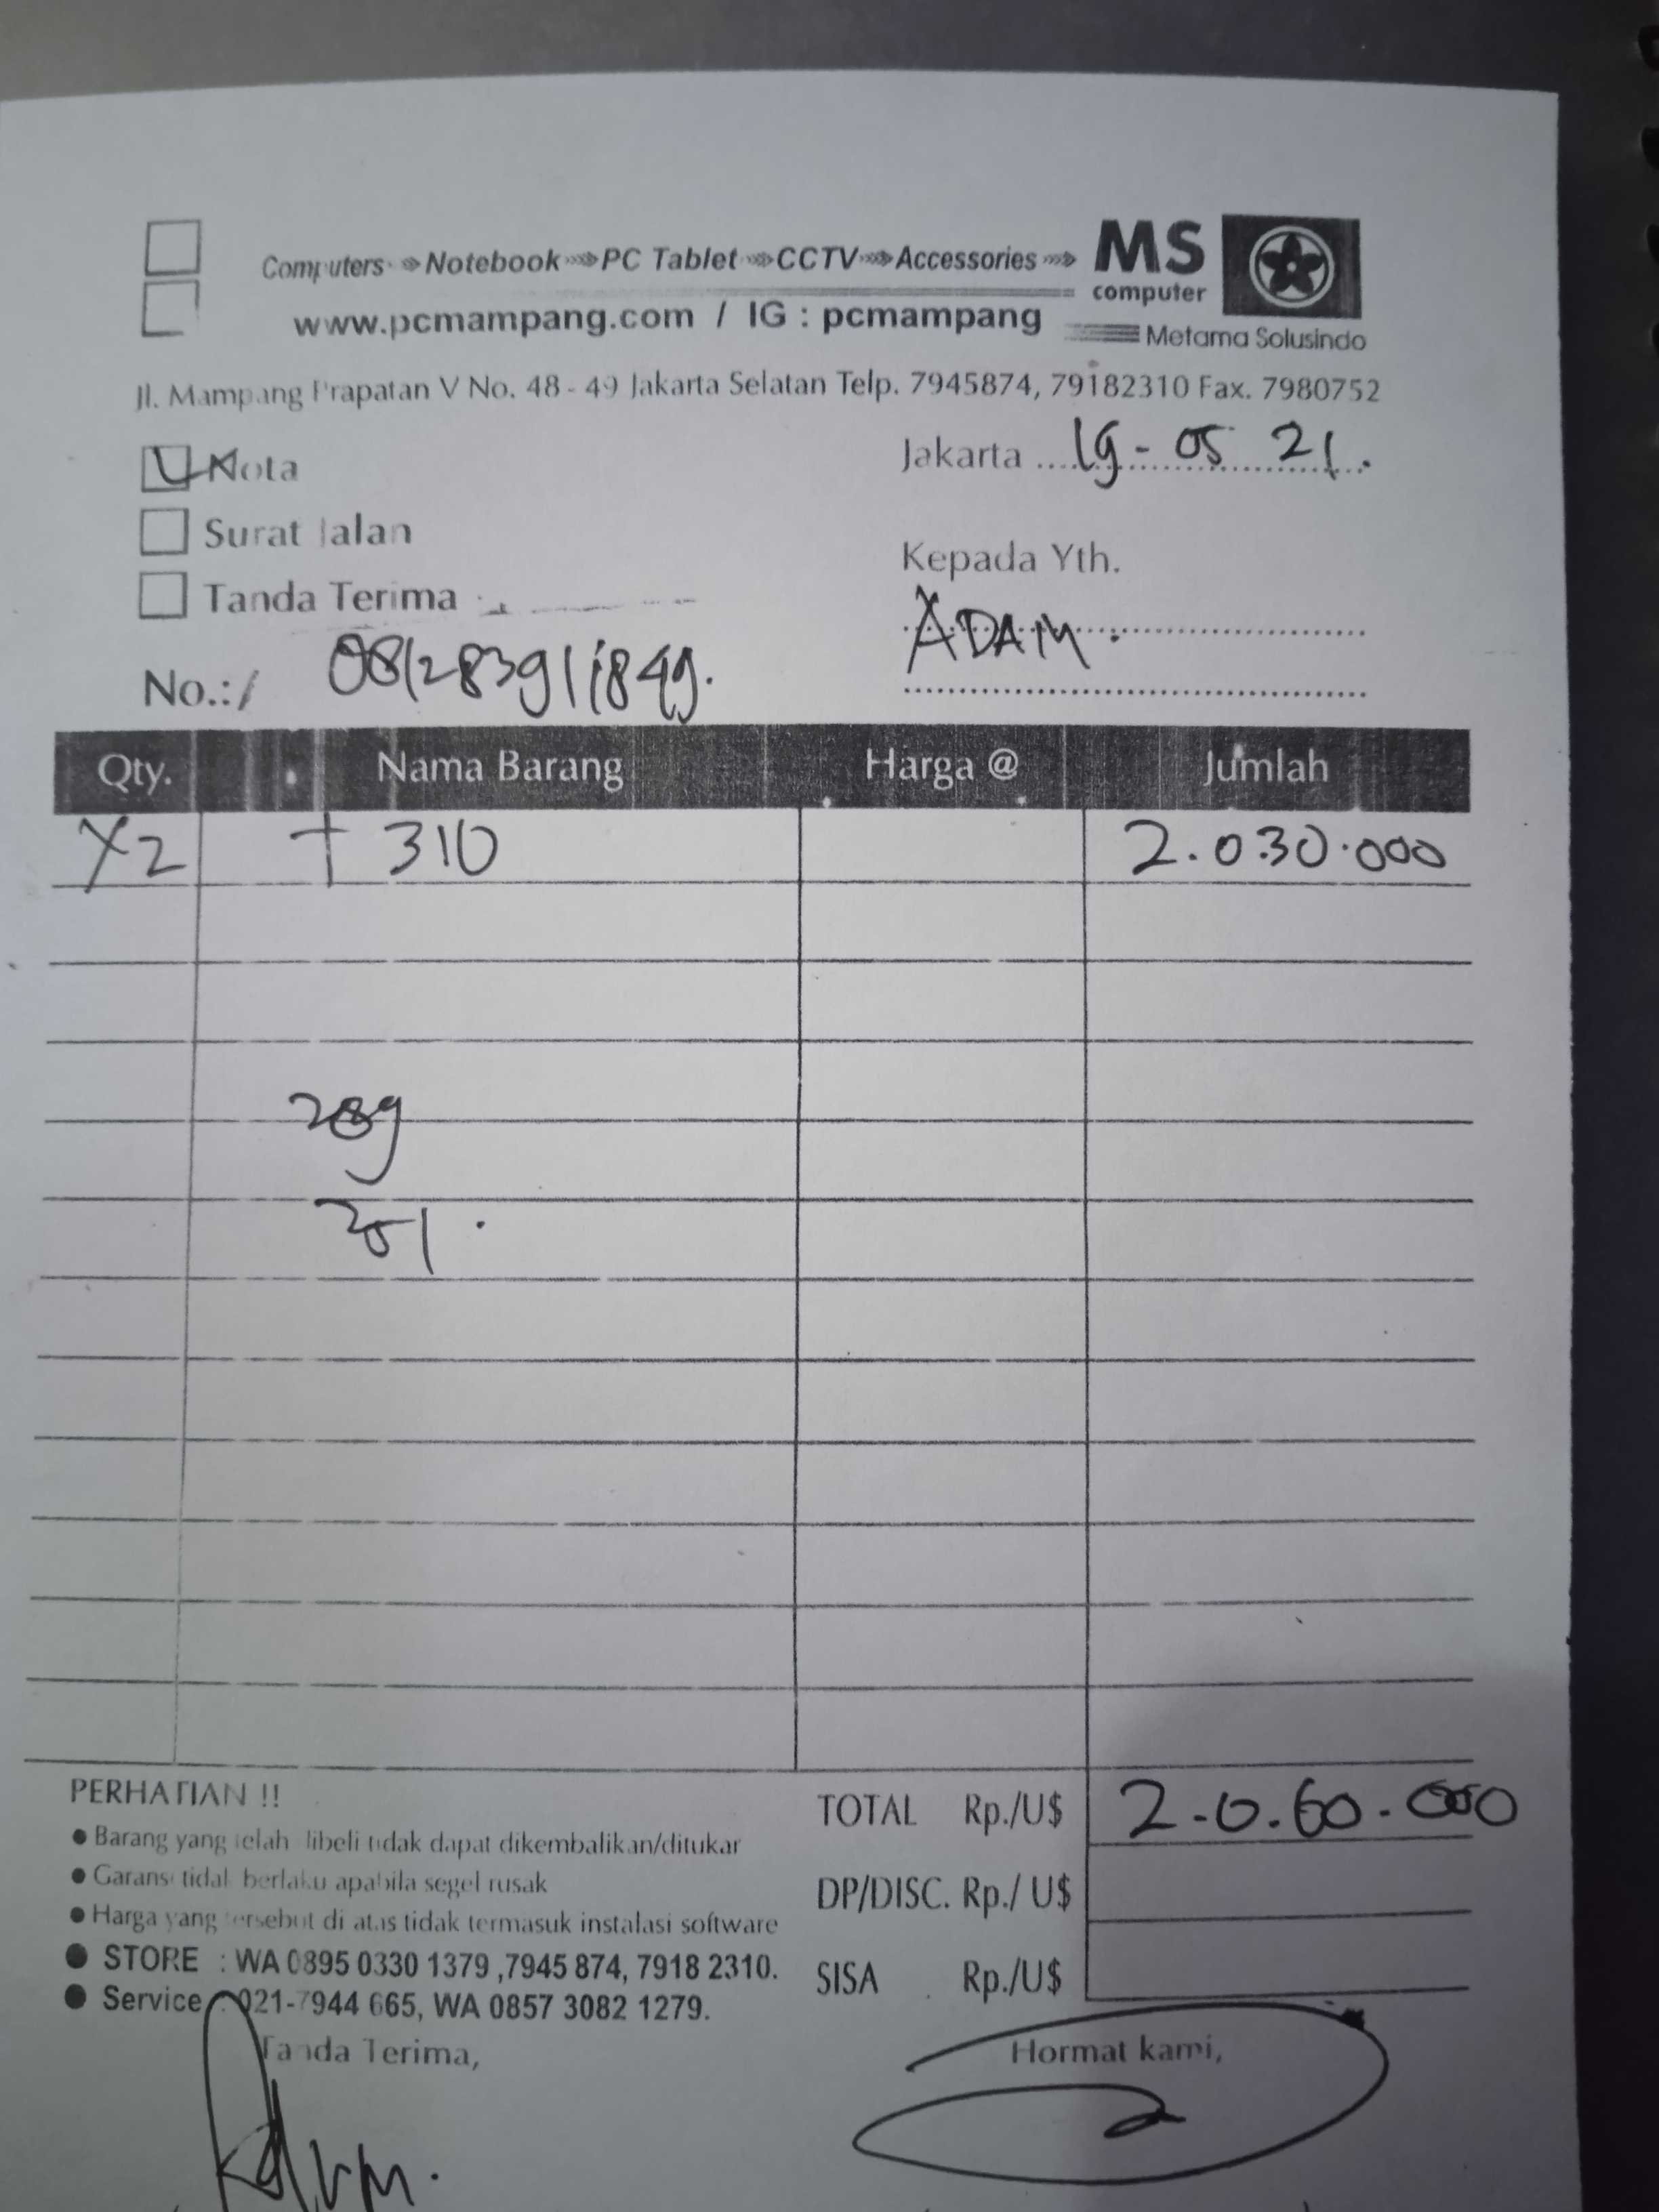 Computers Notebook PC Tablet CCTV Accessories
MS
computer
www.pcmampang.com / IG : pcmampang
Metama Solusindo
Jl. Mampang Prapatan V No. 48 - 49 Jakarta Selatan Telp. 7945874, 79182310 Fax. 7980752
Nota
Jakarta 19-05 21.
Surat Jalan
Kepada Yth.
Tanda Terima
ADAM.
No.:/ 081283911849.
Qty. Nama Barang Harga @ Jumlah
X2 T 310 2.030.000
289
251.
PERHATIAN !!
TOTAL Rp./U$ 2.0.60.000
● Barang yang telah dibeli tidak dapat dikembalikan/ditukar
● Garansi tidak berlaku apabila segel rusak
DP/DISC. Rp./ U$
● Harga yang tersebut di atas tidak termasuk instalasi software
● STORE : WA 0895 0330 1379 ,7945 874, 7918 2310.
SISA Rp./U$
● Service : 021-7944 665, WA 0857 3082 1279.
Tanda Terima,
Hormat kami,